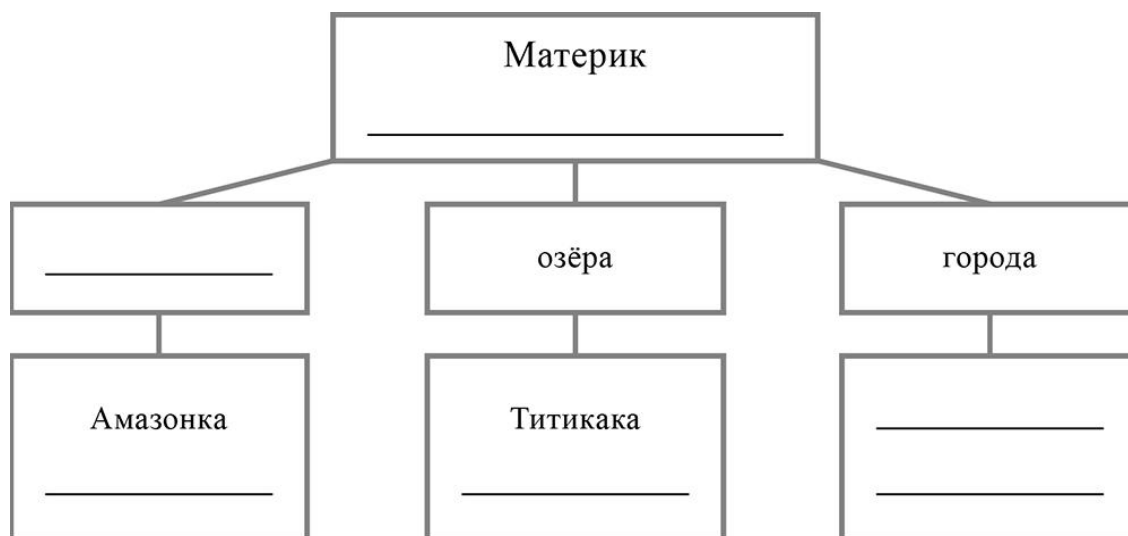 Материк
озёра
города
Амазонка
Титикака